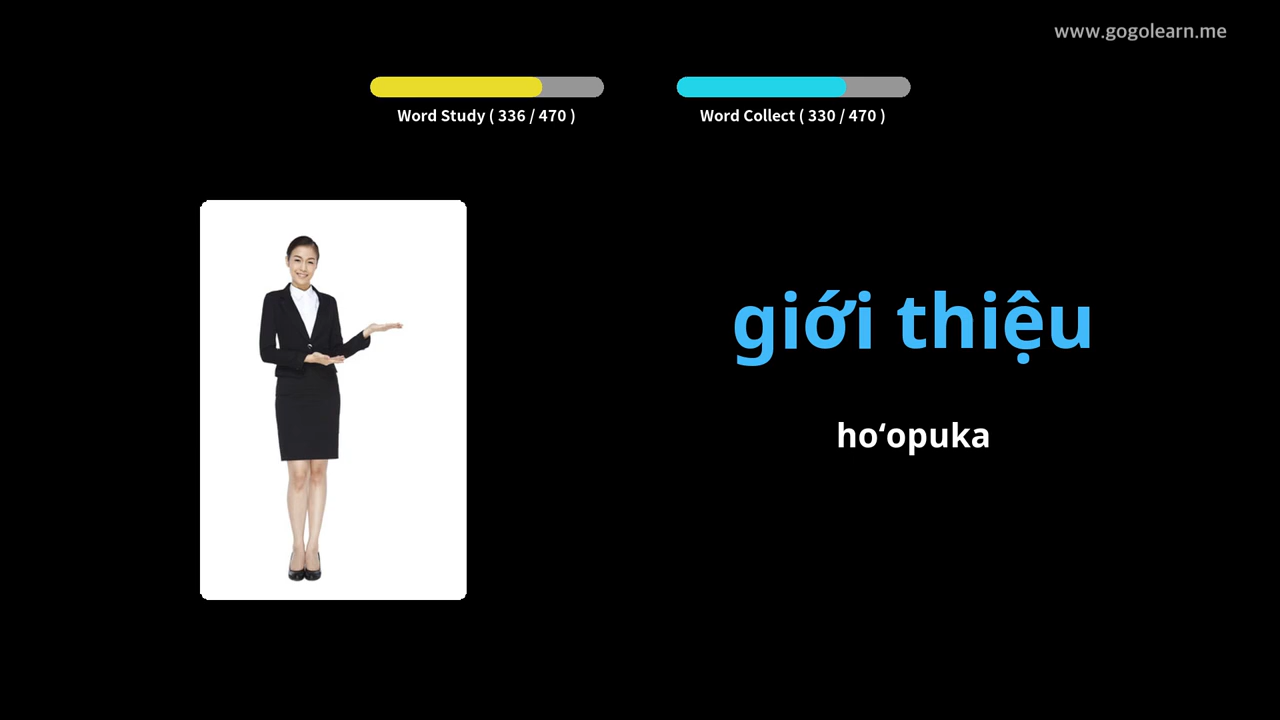 www.gogolearn.me
Word Study ( 336 / 470 )
Word Collect ( 330 / 470 )
giới thiệu
hoʻopuka